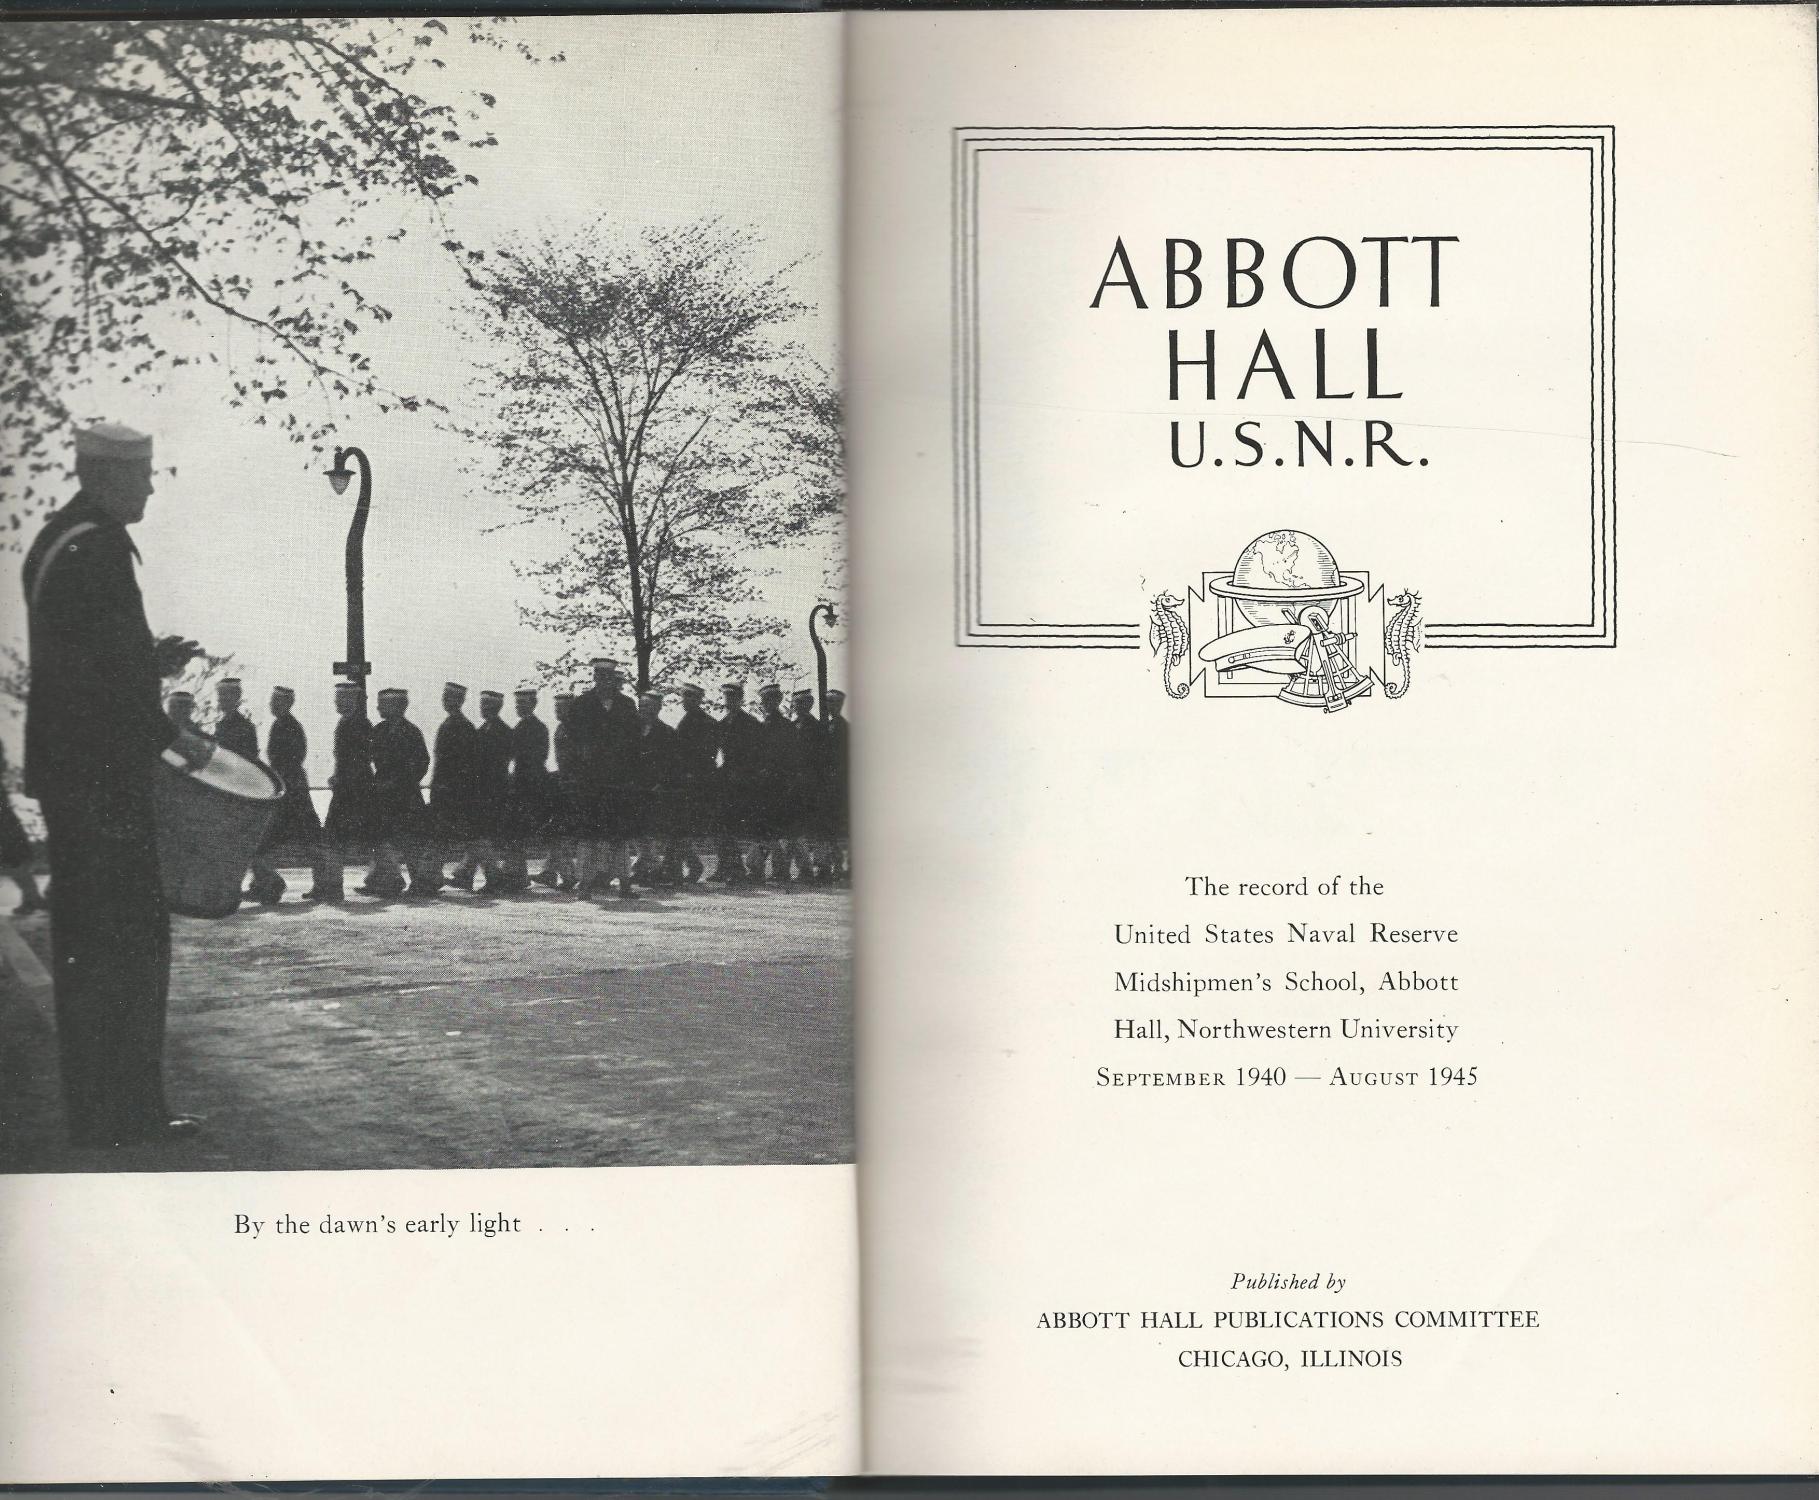 By the dawn's early light . . .
ABBOTT
HALL
U.S.N.R.
The record of the
United States Naval Reserve
Midshipmen's School, Abbott
Hall, Northwestern University
SEPTEMBER 1940 — AUGUST 1945
Published by
ABBOTT HALL PUBLICATIONS COMMITTEE
CHICAGO, ILLINOIS